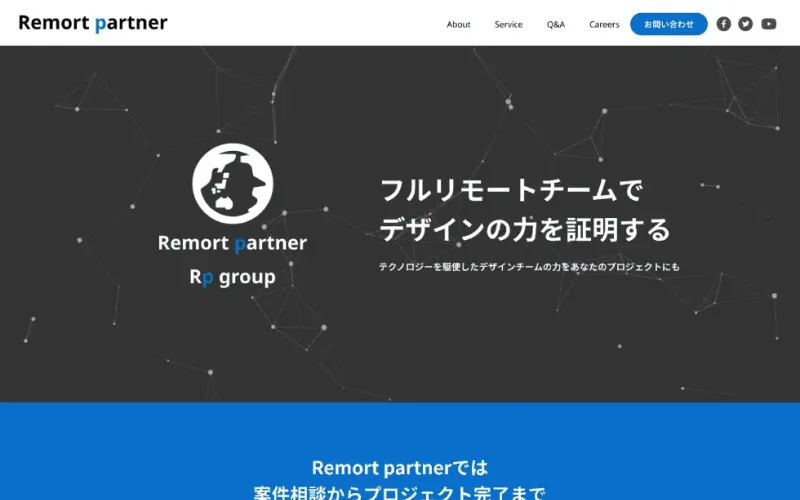 Remort partner
About
Service
Q&A
Careers
お問い合わせ
Remort partner
Rp group
フルリモートチームで
デザインの力を証明する
テクノロジーを駆使したデザインチームの力をあなたのプロジェクトにも
Remort partnerでは
案件相談からプロジェクト完了まで